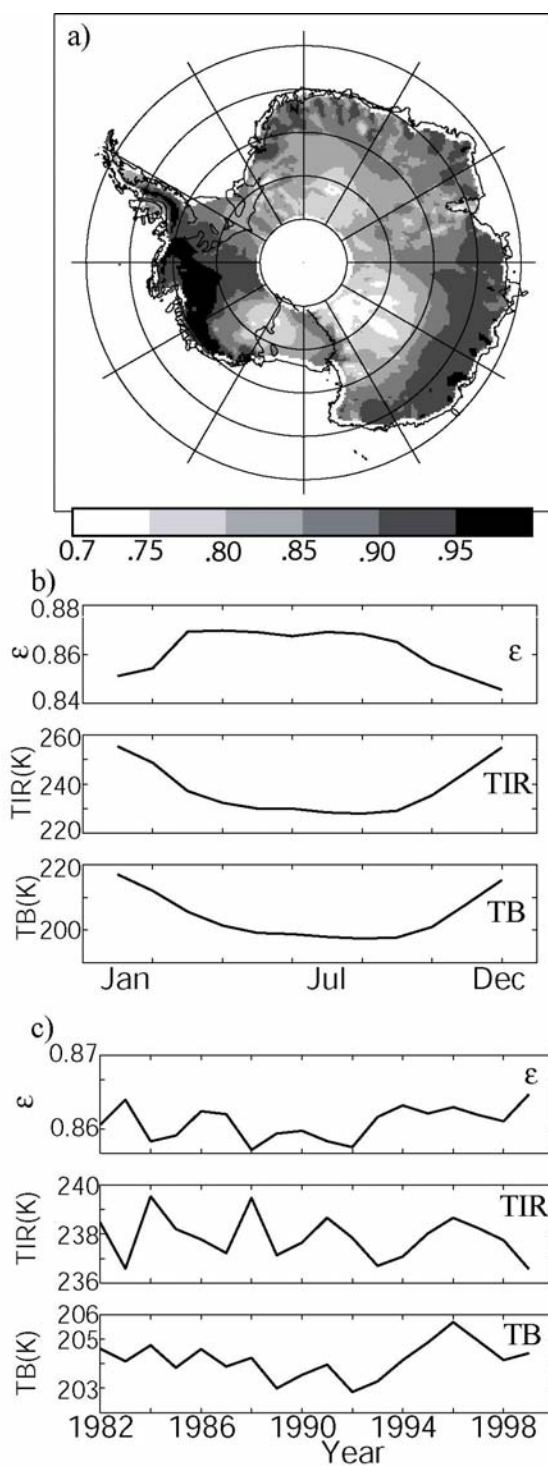 a)
0.7 .75 .80 .85 .90 .95
b)
0.88
0.86
0.84
ε
ε
260
240
220
TIR(K)
TIR
220
200
TB(K)
TB
Jan Jul Dec
c)
0.87
0.86
ε
ε
240
238
236
TIR(K)
TIR
206
205
203
TB(K)
TB
1982 1986 1990 1994 1998
Year